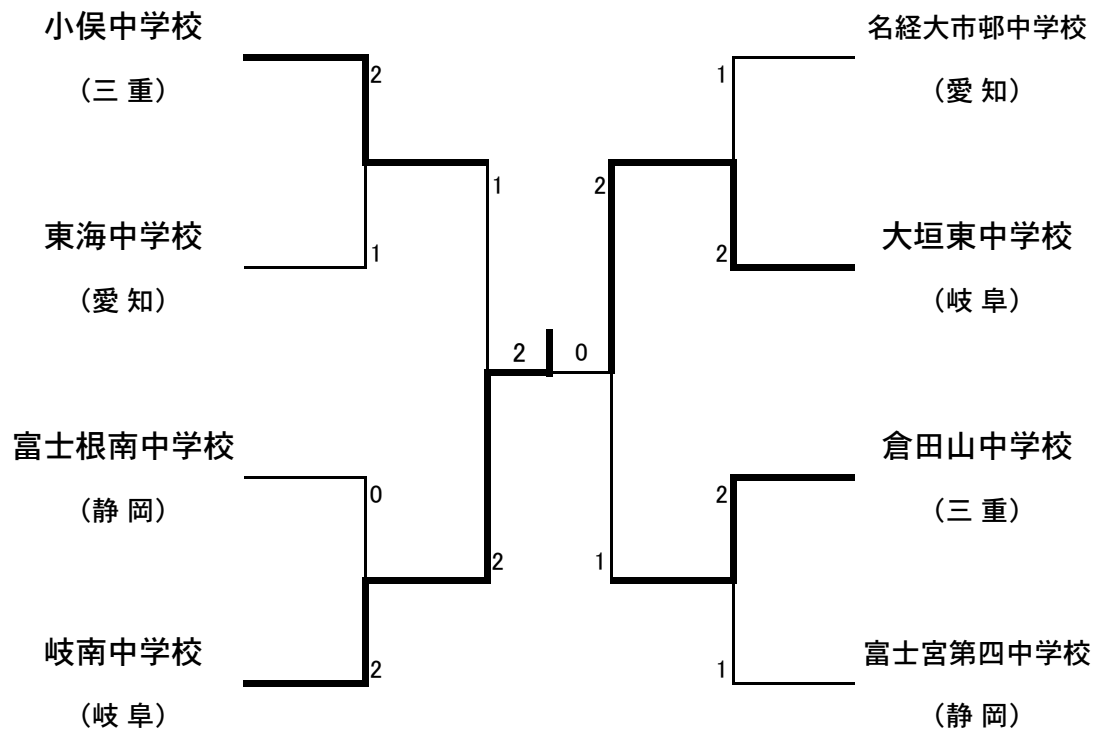 小俣中学校
（三 重）
2
東海中学校
（愛 知）
1
1
富士根南中学校
（静 岡）
0
岐南中学校
（岐 阜）
2
2
2
0
名経大市邨中学校
（愛 知）
1
大垣東中学校
（岐 阜）
2
2
倉田山中学校
（三 重）
2
1
富士宮第四中学校
（静 岡）
1